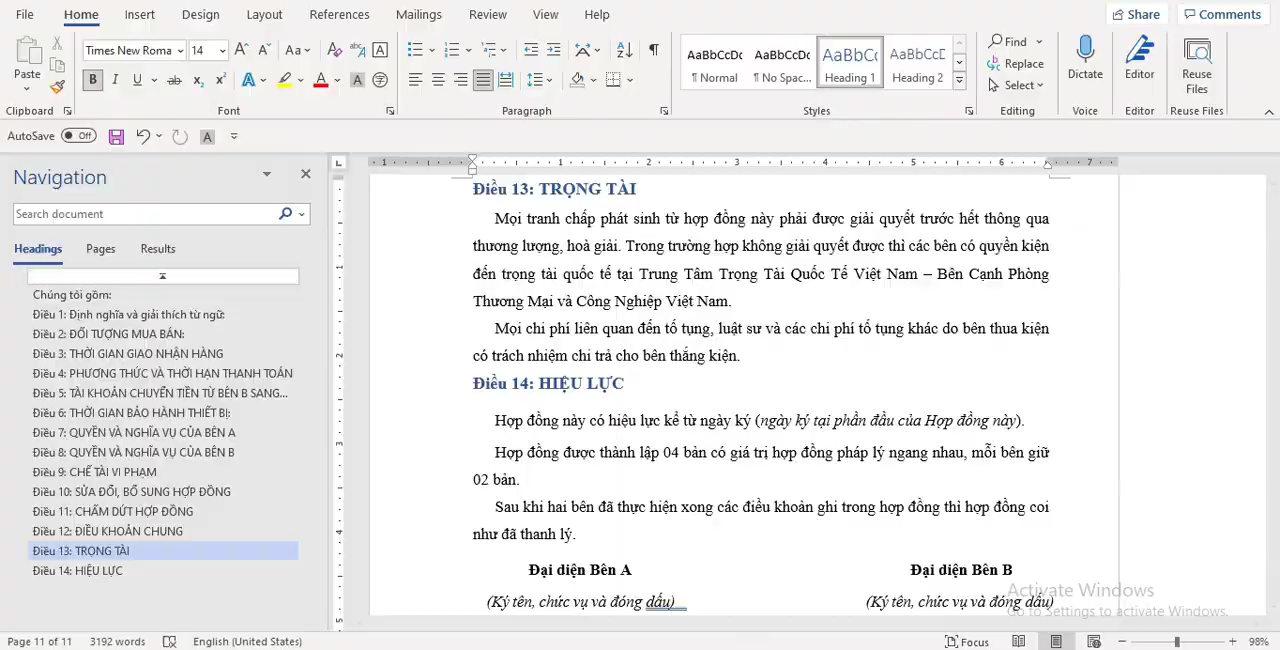 File Home Insert Design Layout References Mailings Review View Help Share Comments
Paste
Times New Roma 14
Aa
AaBbCcDc AaBbCcDc AaBbCc AaBbCcD
¶ Normal ¶ No Spac... Heading 1 Heading 2
Find
Replace
Select
Dictate
Editor
Reuse
Files
Clipboard Font Paragraph Styles Editing Voice Editor Reuse Files
AutoSave Off
Navigation
Search document
Headings Pages Results
Chúng tôi gồm:
Điều 1: Định nghĩa và giải thích từ ngữ:
Điều 2: ĐỐI TƯỢNG MUA BÁN:
Điều 3: THỜI GIAN GIAO NHẬN HÀNG
Điều 4: PHƯƠNG THỨC VÀ THỜI HẠN THANH TOÁN
Điều 5: TÀI KHOẢN CHUYỂN TIỀN TỪ BÊN B SANG...
Điều 6: THỜI GIAN BẢO HÀNH THIẾT BỊ:
Điều 7: QUYỀN VÀ NGHĨA VỤ CỦA BÊN A
Điều 8: QUYỀN VÀ NGHĨA VỤ CỦA BÊN B
Điều 9: CHẾ TÀI VI PHẠM
Điều 10: SỬA ĐỔI, BỔ SUNG HỢP ĐỒNG
Điều 11: CHẤM DỨT HỢP ĐỒNG
Điều 12: ĐIỀU KHOẢN CHUNG
Điều 13: TRỌNG TÀI
Điều 14: HIỆU LỰC
Điều 13: TRỌNG TÀI
Mọi tranh chấp phát sinh từ hợp đồng này phải được giải quyết trước hết thông qua
thương lượng, hoà giải. Trong trường hợp không giải quyết được thì các bên có quyền kiện
đến trọng tài quốc tế tại Trung Tâm Trọng Tài Quốc Tế Việt Nam – Bên Cạnh Phòng
Thương Mại và Công Nghiệp Việt Nam.
Mọi chi phí liên quan đến tố tụng, luật sư và các chi phí tố tụng khác do bên thua kiện
có trách nhiệm chi trả cho bên thắng kiện.
Điều 14: HIỆU LỰC
Hợp đồng này có hiệu lực kể từ ngày ký (ngày ký tại phần đầu của Hợp đồng này).
Hợp đồng được thành lập 04 bản có giá trị hợp đồng pháp lý ngang nhau, mỗi bên giữ
02 bản.
Sau khi hai bên đã thực hiện xong các điều khoản ghi trong hợp đồng thì hợp đồng coi
như đã thanh lý.
Đại diện Bên A Đại diện Bên B
(Ký tên, chức vụ và đóng dấu) (Ký tên, chức vụ và đóng dấu)
Activate Windows
Go to Settings to activate Windows.
Page 11 of 11 3192 words English (United States) Focus 98%